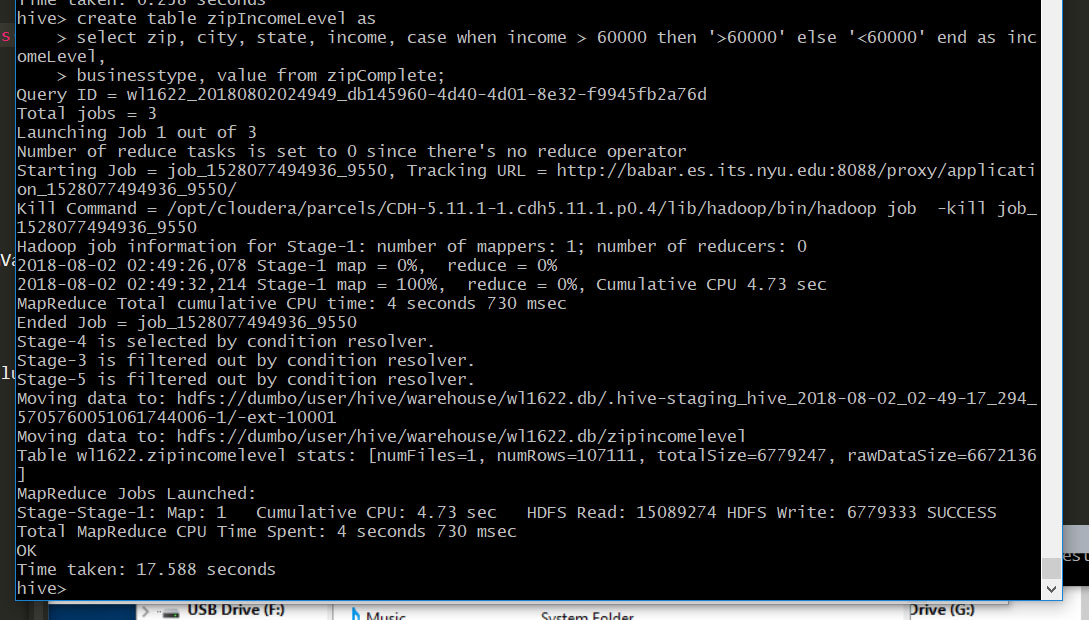 Time taken: 0.258 seconds
hive> create table zipIncomeLevel as
    > select zip, city, state, income, case when income > 60000 then '>60000' else '<60000' end as inc
omeLevel,
    > businesstype, value from zipComplete;
Query ID = wl1622_20180802024949_db145960-4d40-4d01-8e32-f9945fb2a76d
Total jobs = 3
Launching Job 1 out of 3
Number of reduce tasks is set to 0 since there's no reduce operator
Starting Job = job_1528077494936_9550, Tracking URL = http://babar.es.its.nyu.edu:8088/proxy/applicati
on_1528077494936_9550/
Kill Command = /opt/cloudera/parcels/CDH-5.11.1-1.cdh5.11.1.p0.4/lib/hadoop/bin/hadoop job  -kill job_
1528077494936_9550
Hadoop job information for Stage-1: number of mappers: 1; number of reducers: 0
2018-08-02 02:49:26,078 Stage-1 map = 0%,  reduce = 0%
2018-08-02 02:49:32,214 Stage-1 map = 100%,  reduce = 0%, Cumulative CPU 4.73 sec
MapReduce Total cumulative CPU time: 4 seconds 730 msec
Ended Job = job_1528077494936_9550
Stage-4 is selected by condition resolver.
Stage-3 is filtered out by condition resolver.
Stage-5 is filtered out by condition resolver.
Moving data to: hdfs://dumbo/user/hive/warehouse/wl1622.db/.hive-staging_hive_2018-08-02_02-49-17_294_
5705760051061744006-1/-ext-10001
Moving data to: hdfs://dumbo/user/hive/warehouse/wl1622.db/zipincomelevel
Table wl1622.zipincomelevel stats: [numFiles=1, numRows=107111, totalSize=6779247, rawDataSize=6672136
]
MapReduce Jobs Launched:
Stage-Stage-1: Map: 1   Cumulative CPU: 4.73 sec   HDFS Read: 15089274 HDFS Write: 6779333 SUCCESS
Total MapReduce CPU Time Spent: 4 seconds 730 msec
OK
Time taken: 17.588 seconds
hive>
USB Drive (F:)
Music
System Folder
Drive (G:)